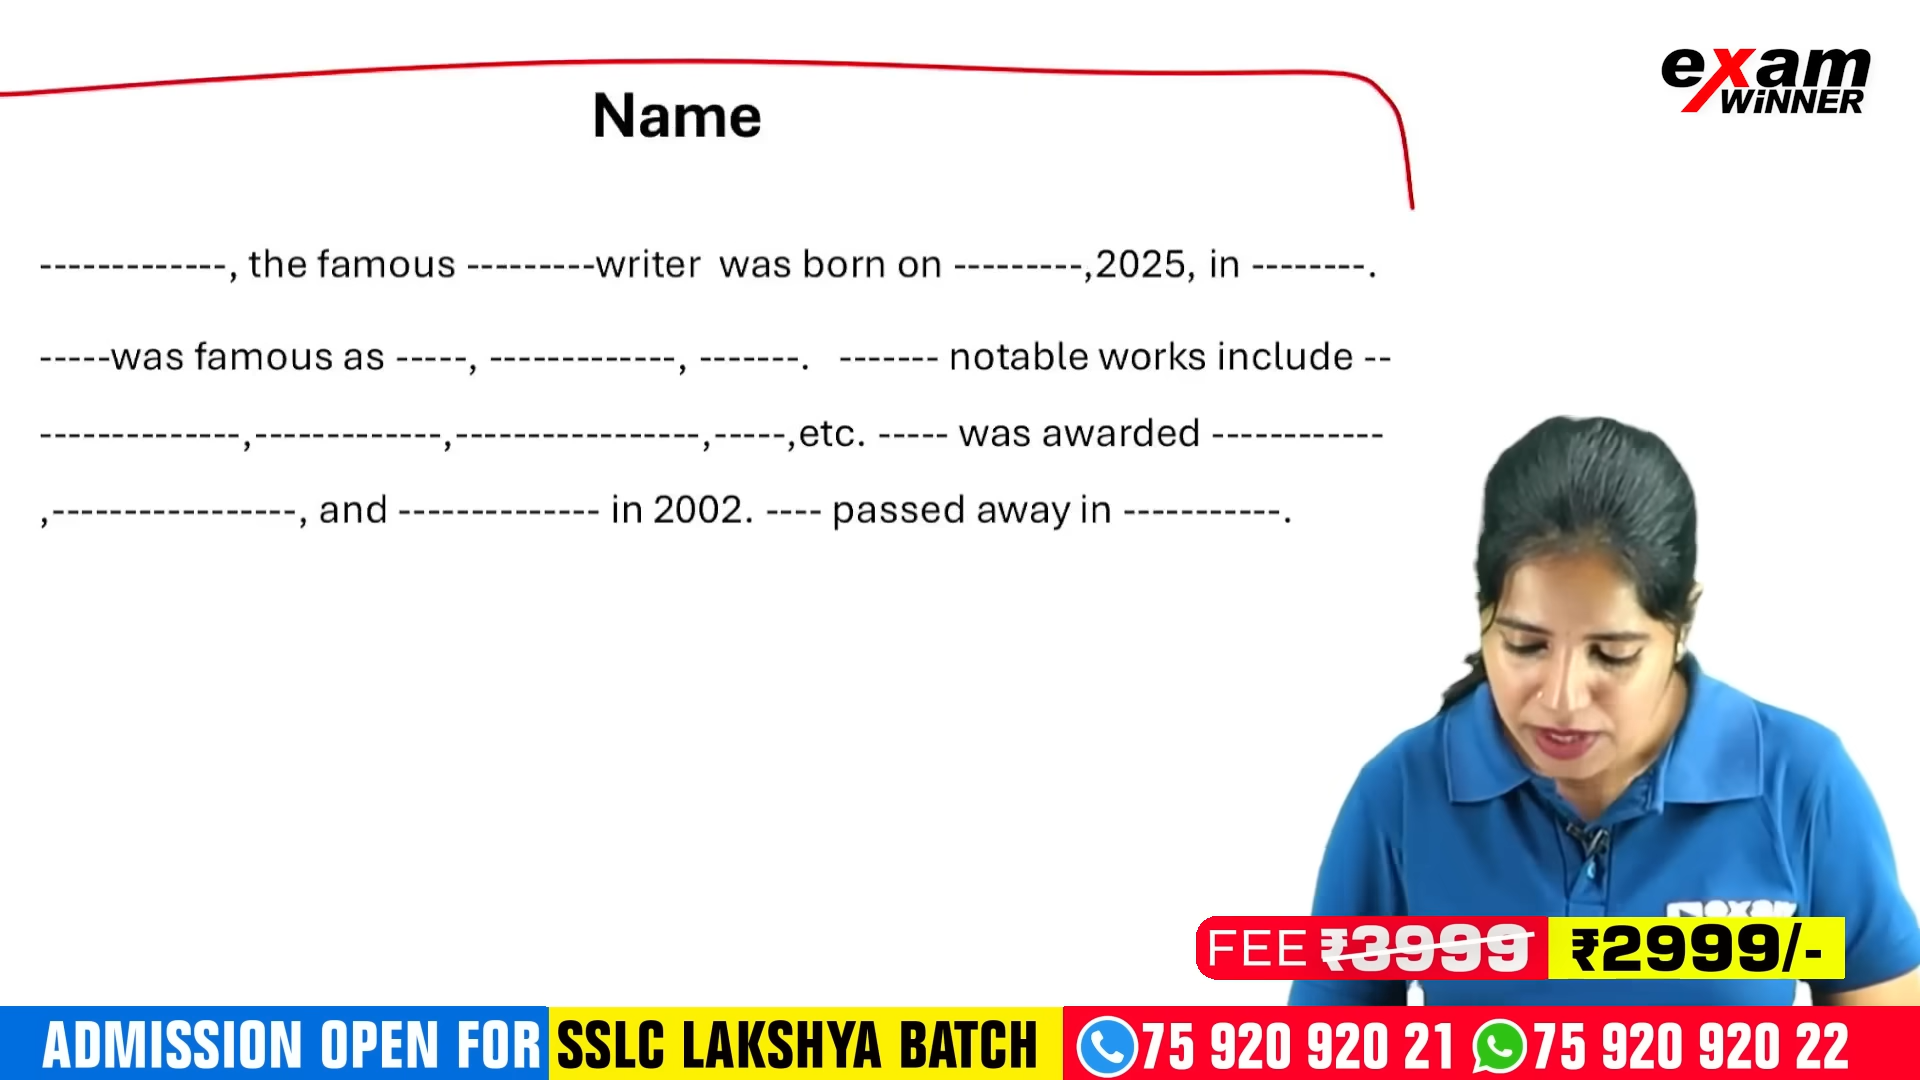 exam
WiNNER
Name
-------------, the famous ---------writer was born on ---------,2025, in --------.
-----was famous as -----, -------------, -------. ------- notable works include --
--------------,-------------,-----------------,-----,etc. ----- was awarded ------------
,-----------------, and -------------- in 2002. ---- passed away in -----------.
exam
FEE ₹3999 ₹2999/-
ADMISSION OPEN FOR SSLC LAKSHYA BATCH 75 920 920 21 75 920 920 22